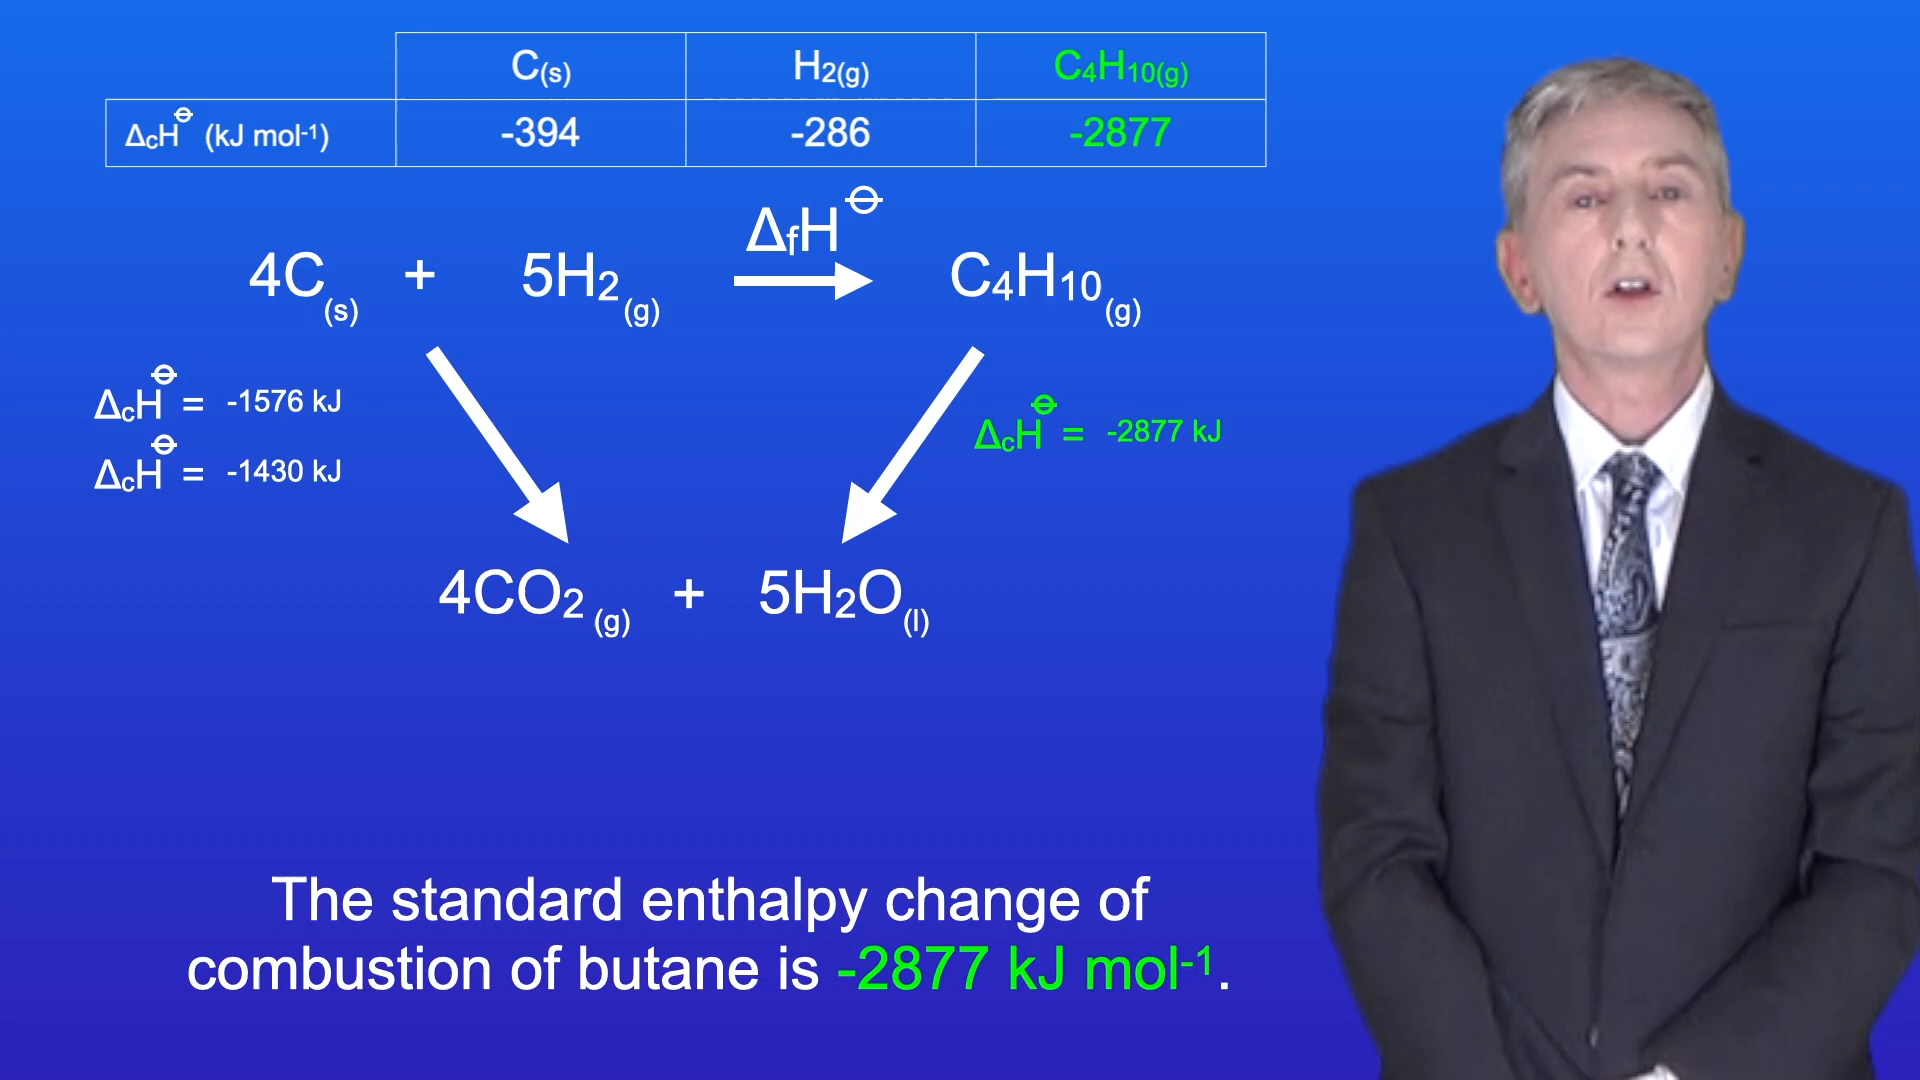 C(s) H2(g) C4H10(g)
ΔcH⦵ (kJ mol-1) -394 -286 -2877
ΔfH⦵
4C(s) + 5H2(g) → C4H10(g)
ΔcH⦵ = -1576 kJ
ΔcH⦵ = -2877 kJ
ΔcH⦵ = -1430 kJ
4CO2(g) + 5H2O(l)
The standard enthalpy change of
combustion of butane is -2877 kJ mol-1.